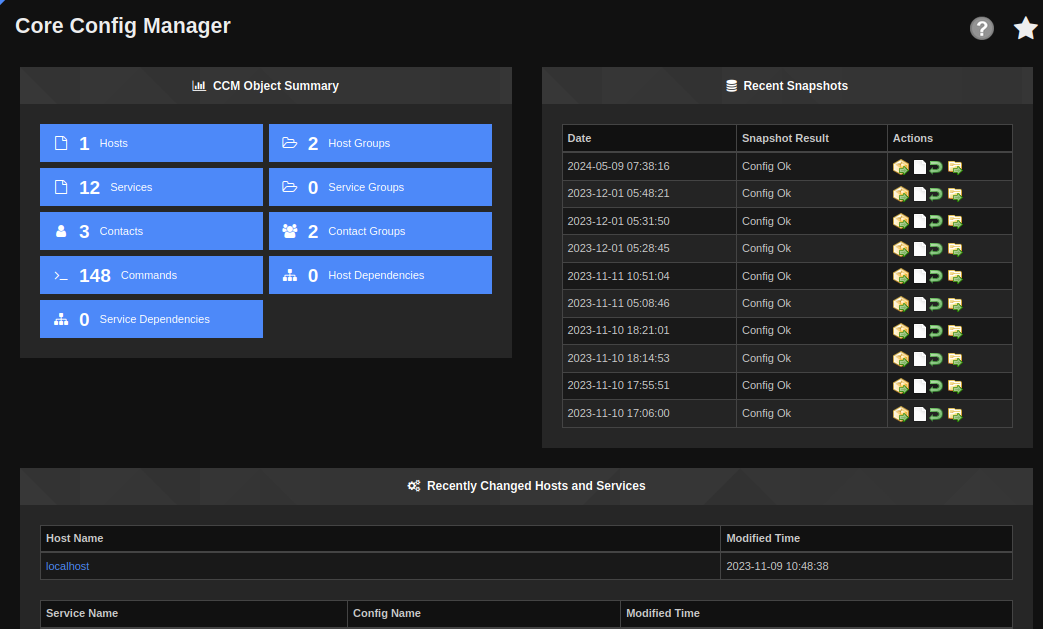 Core Config Manager
?
CCM Object Summary
1 Hosts
2 Host Groups
12 Services
0 Service Groups
3 Contacts
2 Contact Groups
148 Commands
0 Host Dependencies
0 Service Dependencies
Recent Snapshots
Date Snapshot Result Actions
2024-05-09 07:38:16 Config Ok
2023-12-01 05:48:21 Config Ok
2023-12-01 05:31:50 Config Ok
2023-12-01 05:28:45 Config Ok
2023-11-11 10:51:04 Config Ok
2023-11-11 05:08:46 Config Ok
2023-11-10 18:21:01 Config Ok
2023-11-10 18:14:53 Config Ok
2023-11-10 17:55:51 Config Ok
2023-11-10 17:06:00 Config Ok
Recently Changed Hosts and Services
Host Name Modified Time
localhost 2023-11-09 10:48:38
Service Name Config Name Modified Time